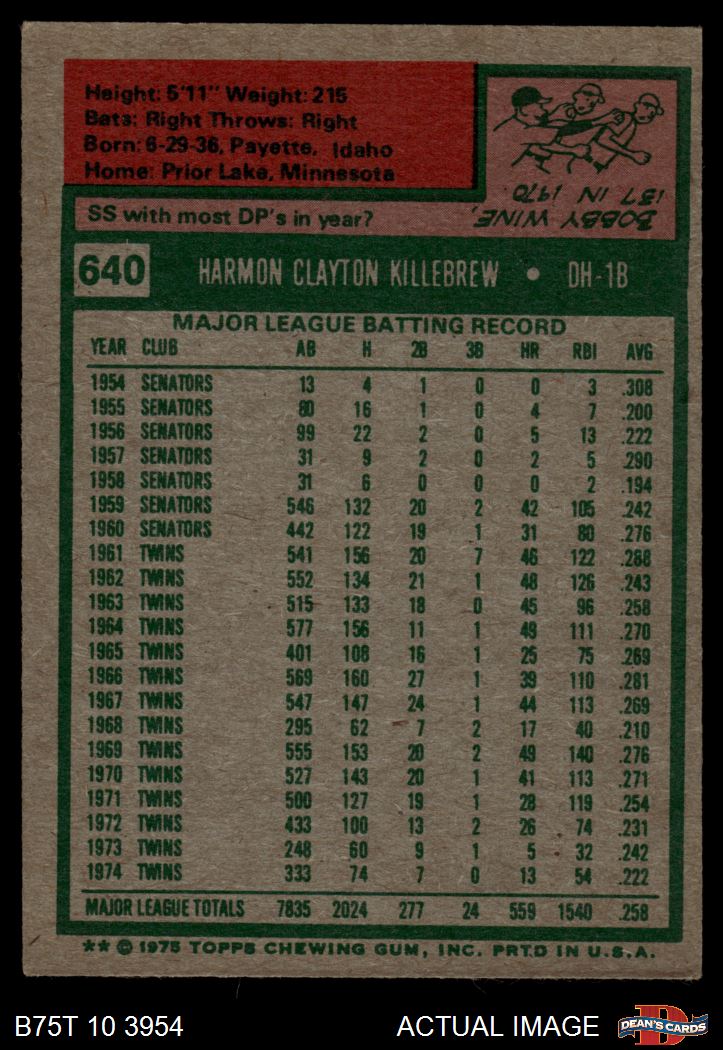 Height: 5'11" Weight: 215
Bats: Right Throws: Right
Born: 6-29-36, Payette, Idaho
Home: Prior Lake, Minnesota
SS with most DP's in year?
BOBBY WINE,
137 IN 1970.
640 HARMON CLAYTON KILLEBREW • DH-1B
MAJOR LEAGUE BATTING RECORD
YEAR CLUB AB H 2B 3B HR RBI AVG
1954 SENATORS 13 4 1 0 0 3 .308
1955 SENATORS 80 16 1 0 4 7 .200
1956 SENATORS 99 22 2 0 5 13 .222
1957 SENATORS 31 9 2 0 2 5 .290
1958 SENATORS 31 6 0 0 0 2 .194
1959 SENATORS 546 132 20 2 42 105 .242
1960 SENATORS 442 122 19 1 31 80 .276
1961 TWINS 541 156 20 7 46 122 .288
1962 TWINS 552 134 21 1 48 126 .243
1963 TWINS 515 133 18 0 45 96 .258
1964 TWINS 577 156 11 1 49 111 .270
1965 TWINS 401 108 16 1 25 75 .269
1966 TWINS 569 160 27 1 39 110 .281
1967 TWINS 547 147 24 1 44 113 .269
1968 TWINS 295 62 7 2 17 40 .210
1969 TWINS 555 153 20 2 49 140 .276
1970 TWINS 527 143 20 1 41 113 .271
1971 TWINS 500 127 19 1 28 119 .254
1972 TWINS 433 100 13 2 26 74 .231
1973 TWINS 248 60 9 1 5 32 .242
1974 TWINS 333 74 7 0 13 54 .222
MAJOR LEAGUE TOTALS 7835 2024 277 24 559 1540 .258
** © 1975 TOPPS CHEWING GUM, INC. PRTD IN U.S.A.
B75T 10 3954 ACTUAL IMAGE DEAN'S CARDS